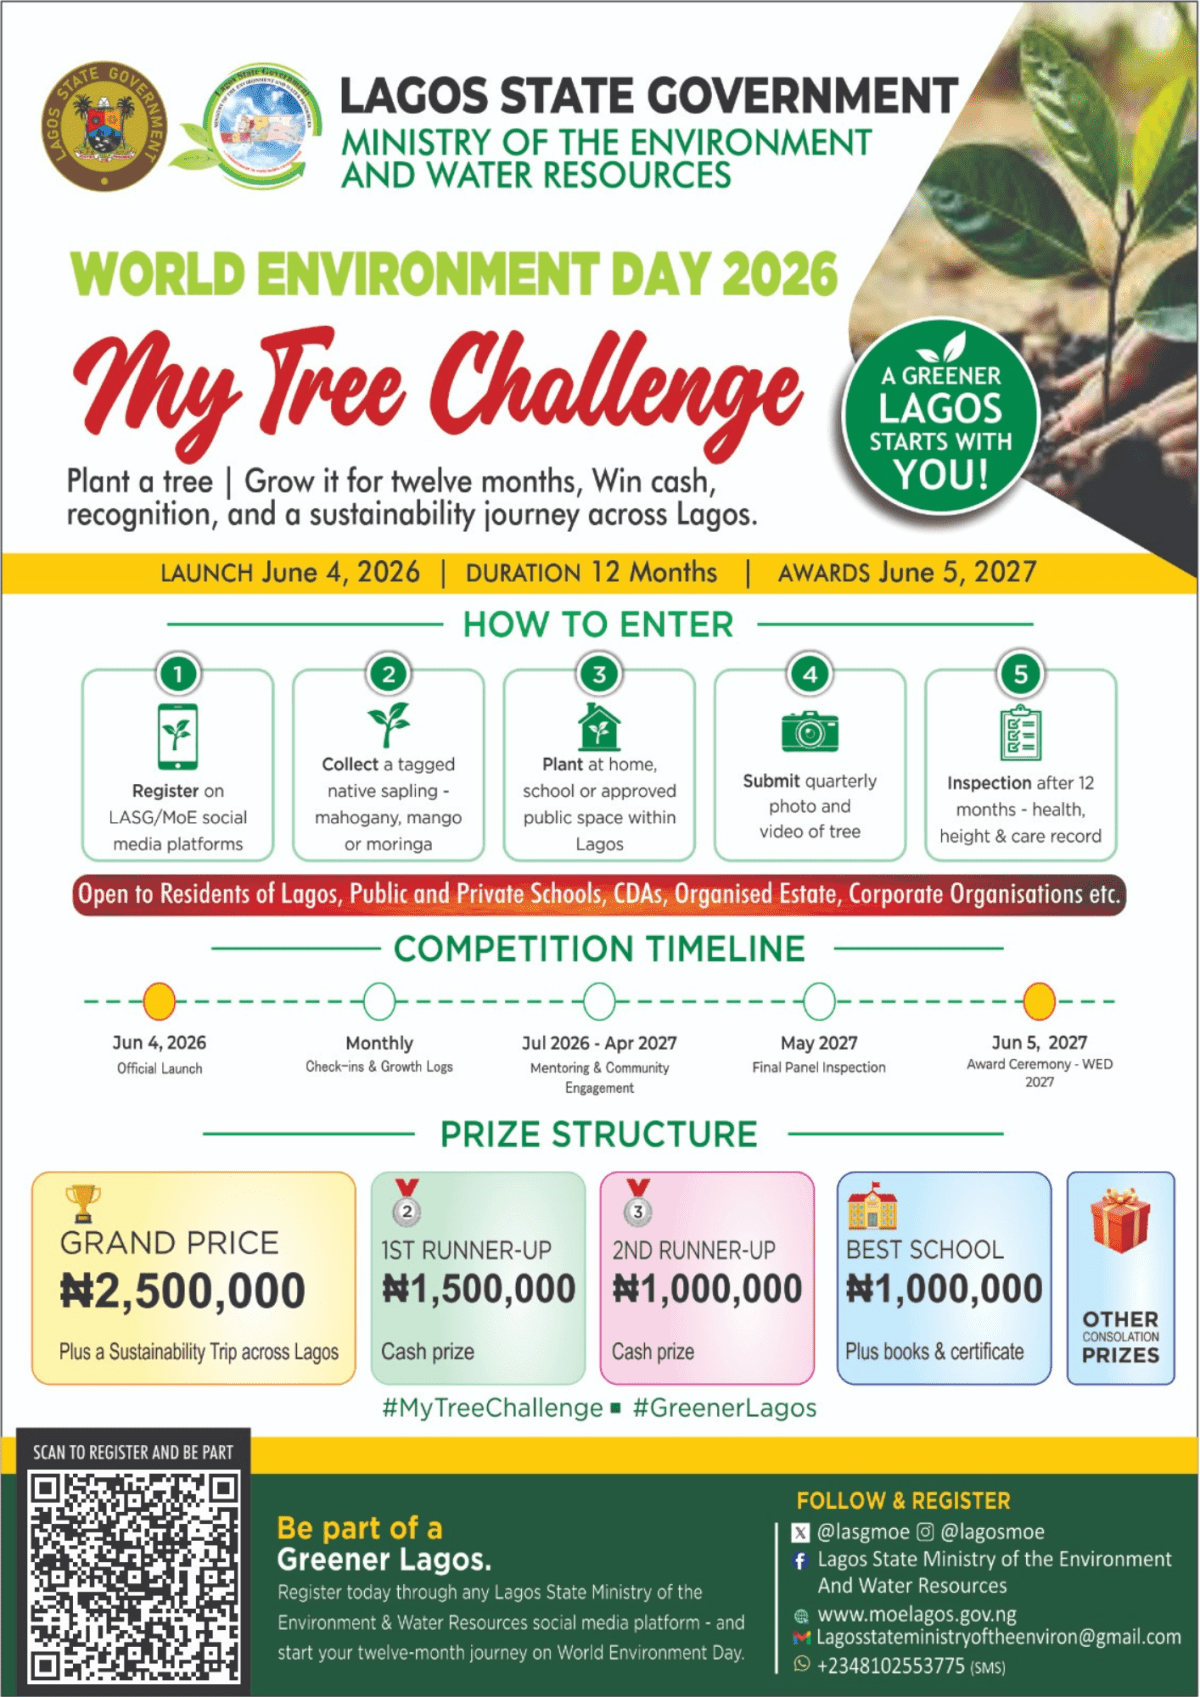 LAGOS STATE GOVERNMENT
LAGOS STATE GOVERNMENT
MINISTRY OF THE ENVIRONMENT
AND WATER RESOURCES
WORLD ENVIRONMENT DAY 2026
My Tree Challenge
Plant a tree | Grow it for twelve months, Win cash,
recognition, and a sustainability journey across Lagos.
A GREENER
LAGOS
STARTS WITH
YOU!
LAUNCH June 4, 2026 | DURATION 12 Months | AWARDS June 5, 2027
HOW TO ENTER
1
Register on
LASG/MoE social
media platforms
2
Collect a tagged
native sapling -
mahogany, mango
or moringa
3
Plant at home,
school or approved
public space within
Lagos
4
Submit quarterly
photo and
video of tree
5
Inspection after 12
months - health,
height & care record
Open to Residents of Lagos, Public and Private Schools, CDAs, Organised Estate, Corporate Organisations etc.
COMPETITION TIMELINE
Jun 4, 2026
Official Launch
Monthly
Check-ins & Growth Logs
Jul 2026 - Apr 2027
Mentoring & Community
Engagement
May 2027
Final Panel Inspection
Jun 5, 2027
Award Ceremony - WED
2027
PRIZE STRUCTURE
GRAND PRICE
₦2,500,000
Plus a Sustainability Trip across Lagos
2
1ST RUNNER-UP
₦1,500,000
Cash prize
3
2ND RUNNER-UP
₦1,000,000
Cash prize
BEST SCHOOL
₦1,000,000
Plus books & certificate
OTHER
CONSOLATION
PRIZES
#MyTreeChallenge ▪ #GreenerLagos
SCAN TO REGISTER AND BE PART
Be part of a
Greener Lagos.
Register today through any Lagos State Ministry of the
Environment & Water Resources social media platform - and
start your twelve-month journey on World Environment Day.
FOLLOW & REGISTER
@lasgmoe @lagosmoe
Lagos State Ministry of the Environment
And Water Resources
www.moelagos.gov.ng
Lagosstateministryoftheenviron@gmail.com
+2348102553775 (SMS)